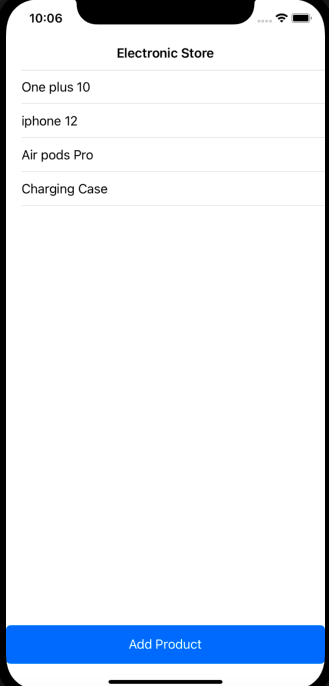 10:06
Electronic Store
One plus 10
iphone 12
Air pods Pro
Charging Case
Add Product